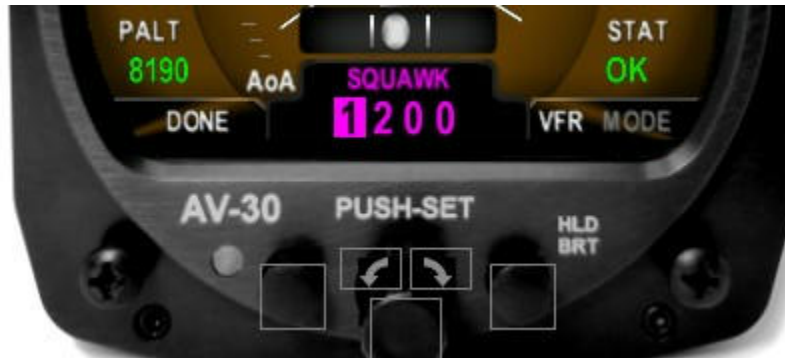 PALT
8190
AoA
SQUAWK
1200
STAT
OK
DONE
VFR MODE
AV-30
PUSH-SET
HLD
BRT